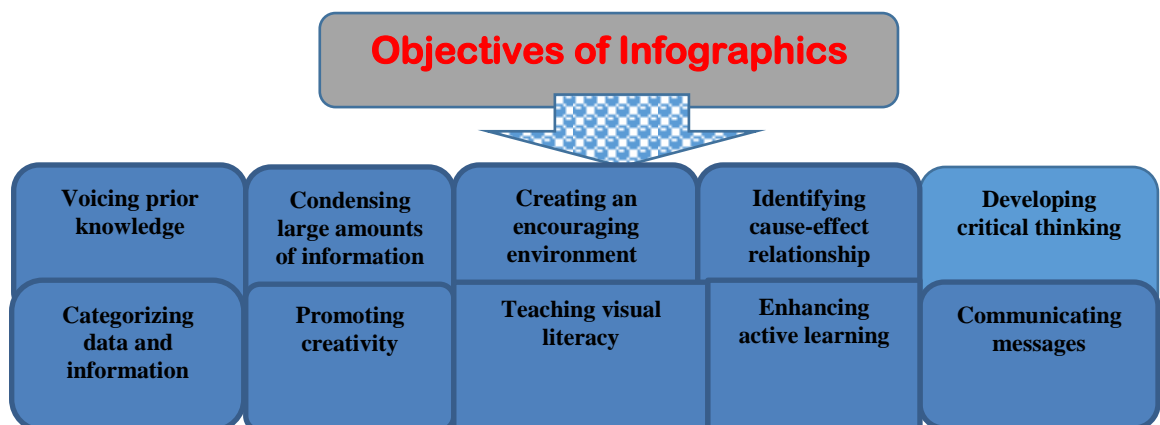 Objectives of Infographics
Voicing prior
knowledge
Condensing
large amounts
of information
Creating an
encouraging
environment
Identifying
cause-effect
relationship
Developing
critical thinking
Categorizing
data and
information
Promoting
creativity
Teaching visual
literacy
Enhancing
active learning
Communicating
messages